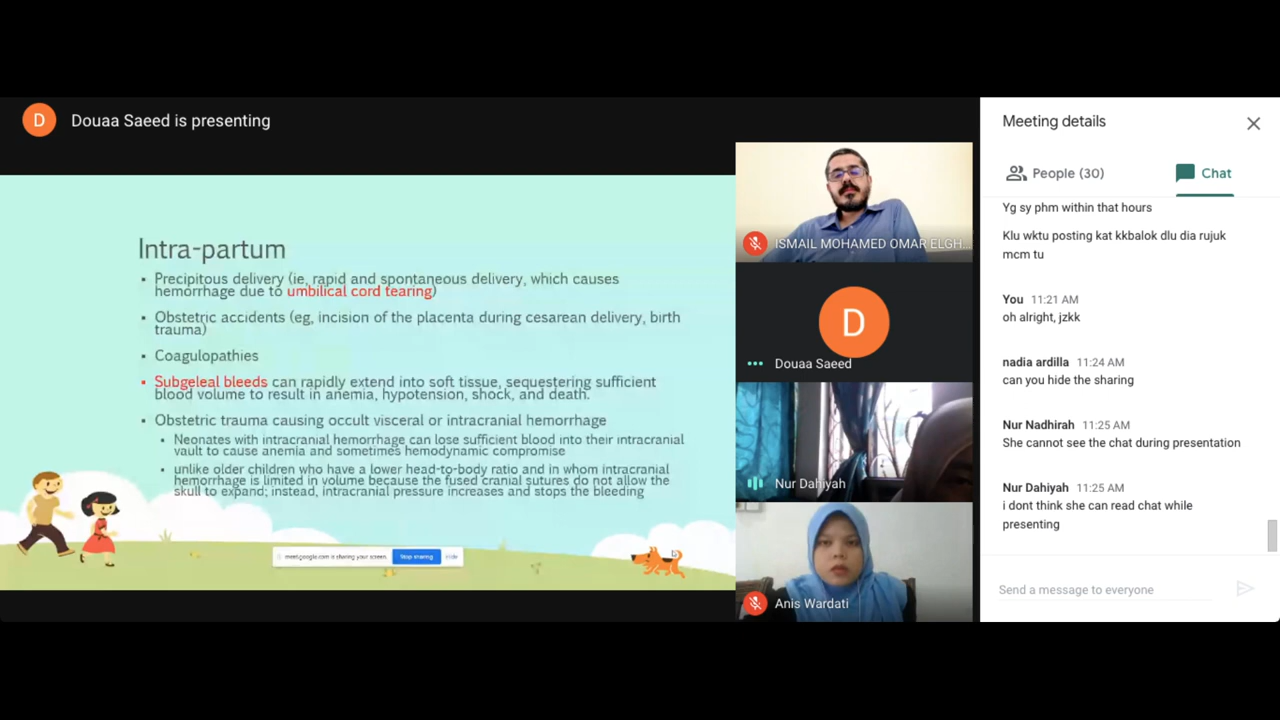 D
Douaa Saeed is presenting
Intra-partum
▪ Precipitous delivery (ie, rapid and spontaneous delivery, which causes
hemorrhage due to umbilical cord tearing)
▪ Obstetric accidents (eg, incision of the placenta during cesarean delivery, birth
trauma)
▪ Coagulopathies
▪ Subgeleal bleeds can rapidly extend into soft tissue, sequestering sufficient
blood volume to result in anemia, hypotension, shock, and death.
▪ Obstetric trauma causing occult visceral or intracranial hemorrhage
▪ Neonates with intracranial hemorrhage can lose sufficient blood into their intracranial
vault to cause anemia and sometimes hemodynamic compromise
▪ unlike older children who have a lower head-to-body ratio and in whom intracranial
hemorrhage is limited in volume because the fused cranial sutures do not allow the
skull to expand; instead, intracranial pressure increases and stops the bleeding
meet.google.com is sharing your screen. Stop sharing Hide
ISMAIL MOHAMED OMAR ELGH...
D
Douaa Saeed
Nur Dahiyah
Anis Wardati
Meeting details
People (30) Chat
Yg sy phm within that hours
Klu wktu posting kat kkbalok dlu dia rujuk
mcm tu
You 11:21 AM
oh alright, jzkk
nadia ardilla 11:24 AM
can you hide the sharing
Nur Nadhirah 11:25 AM
She cannot see the chat during presentation
Nur Dahiyah 11:25 AM
i dont think she can read chat while
presenting
Send a message to everyone